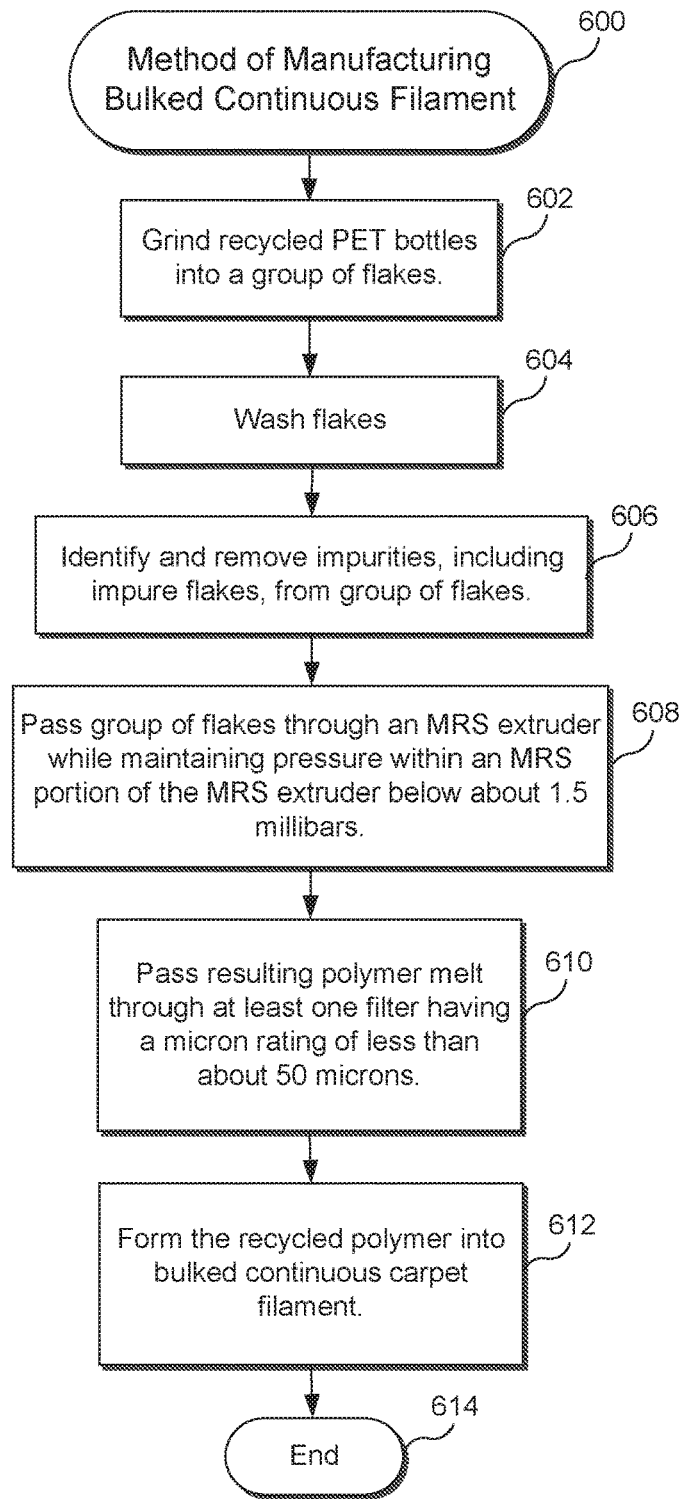 Method of Manufacturing
Bulked Continuous Filament
600
602
Grind recycled PET bottles
into a group of flakes.
604
Wash flakes
606
Identify and remove impurities, including
impure flakes, from group of flakes.
608
Pass group of flakes through an MRS extruder
while maintaining pressure within an MRS
portion of the MRS extruder below about 1.5
millibars.
610
Pass resulting polymer melt
through at least one filter having
a micron rating of less than
about 50 microns.
612
Form the recycled polymer into
bulked continuous carpet
filament.
614
End